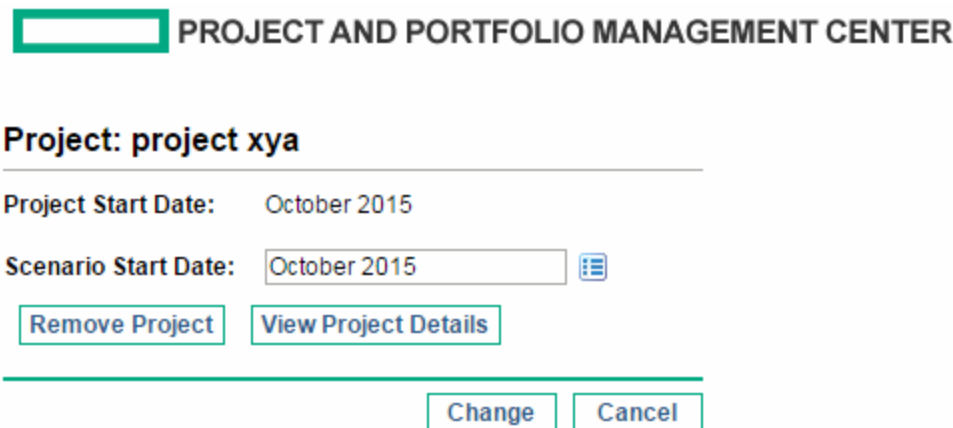 PROJECT AND PORTFOLIO MANAGEMENT CENTER
Project: project xya
Project Start Date: October 2015
Scenario Start Date: October 2015
Remove Project View Project Details
Change Cancel